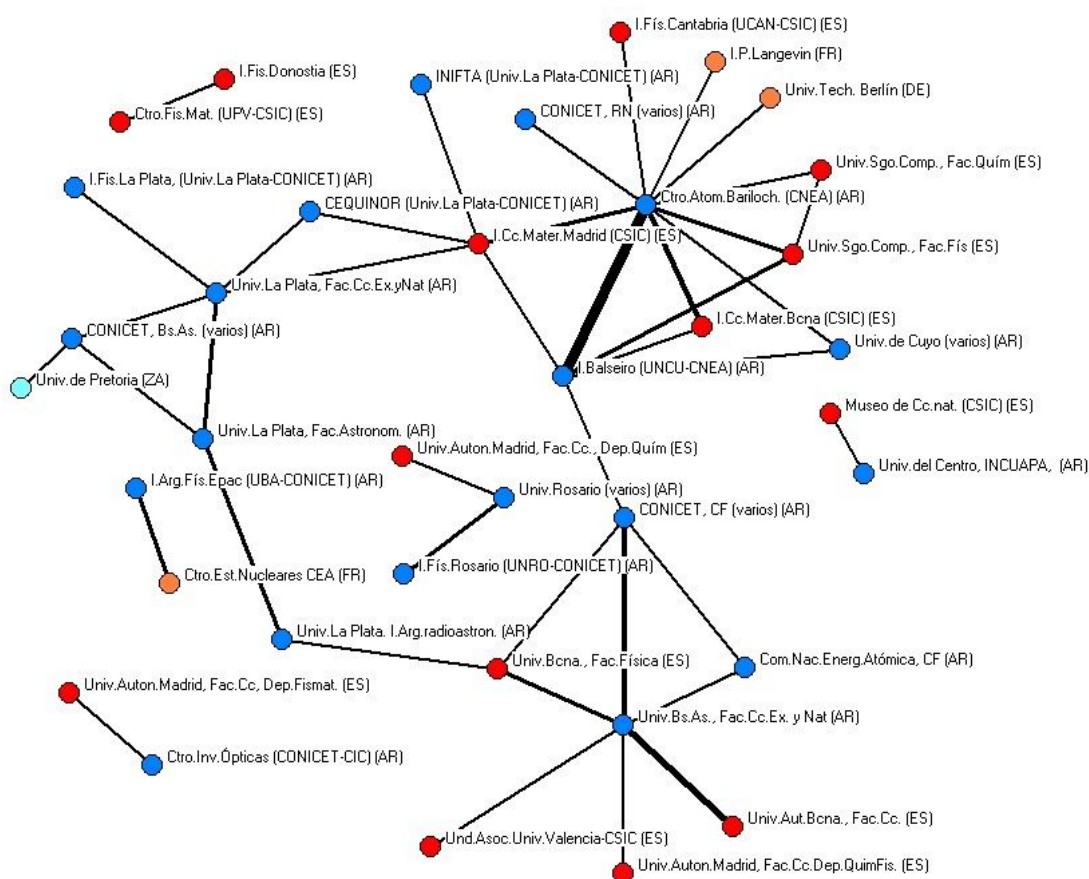 I.Fís.Cantabria (UCAN-CSIC) (ES)
I.P.Langevin (FR)
I.Fis.Donostia (ES)
INIFTA (Univ.La Plata-CONICET) (AR)
Univ.Tech. Berlín (DE)
Ctro.Fis.Mat. (UPV-CSIC) (ES)
CONICET, RN (varios) (AR)
Univ.Sgo.Comp., Fac.Quím (ES)
I.Fis.La Plata, (Univ.La Plata-CONICET) (AR)
CEQUINOR (Univ.La Plata-CONICET) (AR)
Ctro.Atom.Bariloch. (CNEA) (AR)
I.Cc.Mater.Madrid (CSIC) (ES)
Univ.Sgo.Comp., Fac.Fís (ES)
Univ.La Plata, Fac.Cc.Ex.yNat (AR)
I.Cc.Mater.Bcna (CSIC) (ES)
CONICET, Bs.As. (varios) (AR)
Univ.de Cuyo (varios) (AR)
I.Balseiro (UNCU-CNEA) (AR)
Univ.de Pretoria (ZA)
Museo de Cc.nat. (CSIC) (ES)
Univ.La Plata, Fac.Astronom. (AR)
Univ.Auton.Madrid, Fac.Cc., Dep.Quím (ES)
Univ.del Centro, INCUAPA, (AR)
I.Arg.Fís.Epac (UBA-CONICET) (AR)
Univ.Rosario (varios) (AR)
CONICET, CF (varios) (AR)
I.Fís.Rosario (UNRO-CONICET) (AR)
Ctro.Est.Nucleares CEA (FR)
Univ.La Plata. I.Arg.radioastron. (AR)
Univ.Bcna., Fac.Física (ES)
Com.Nac.Energ.Atómica, CF (AR)
Univ.Auton.Madrid, Fac.Cc, Dep.Fismat. (ES)
Univ.Bs.As., Fac.Cc.Ex. y Nat (AR)
Ctro.Inv.Ópticas (CONICET-CIC) (AR)
Univ.Aut.Bcna., Fac.Cc. (ES)
Und.Asoc.Univ.Valencia-CSIC (ES)
Univ.Auton.Madrid, Fac.Cc.Dep.QuimFis. (ES)